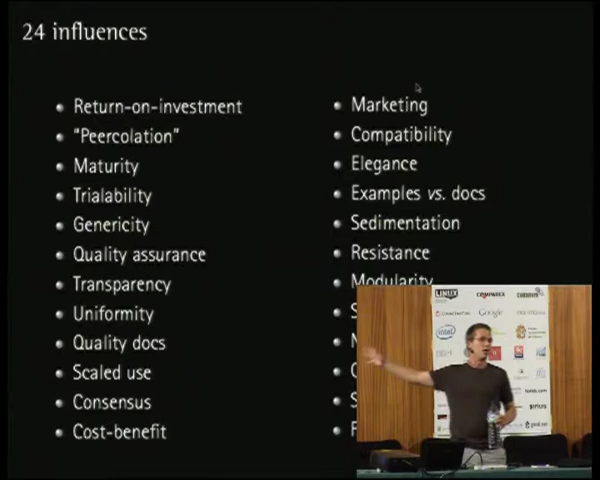 24 influences
Return-on-investment
"Peercolation"
Maturity
Trialability
Genericity
Quality assurance
Transparency
Uniformity
Quality docs
Scaled use
Consensus
Cost-benefit
Marketing
Compatibility
Elegance
Examples vs. docs
Sedimentation
Resistance
Modularity
LINUX
Google
intel